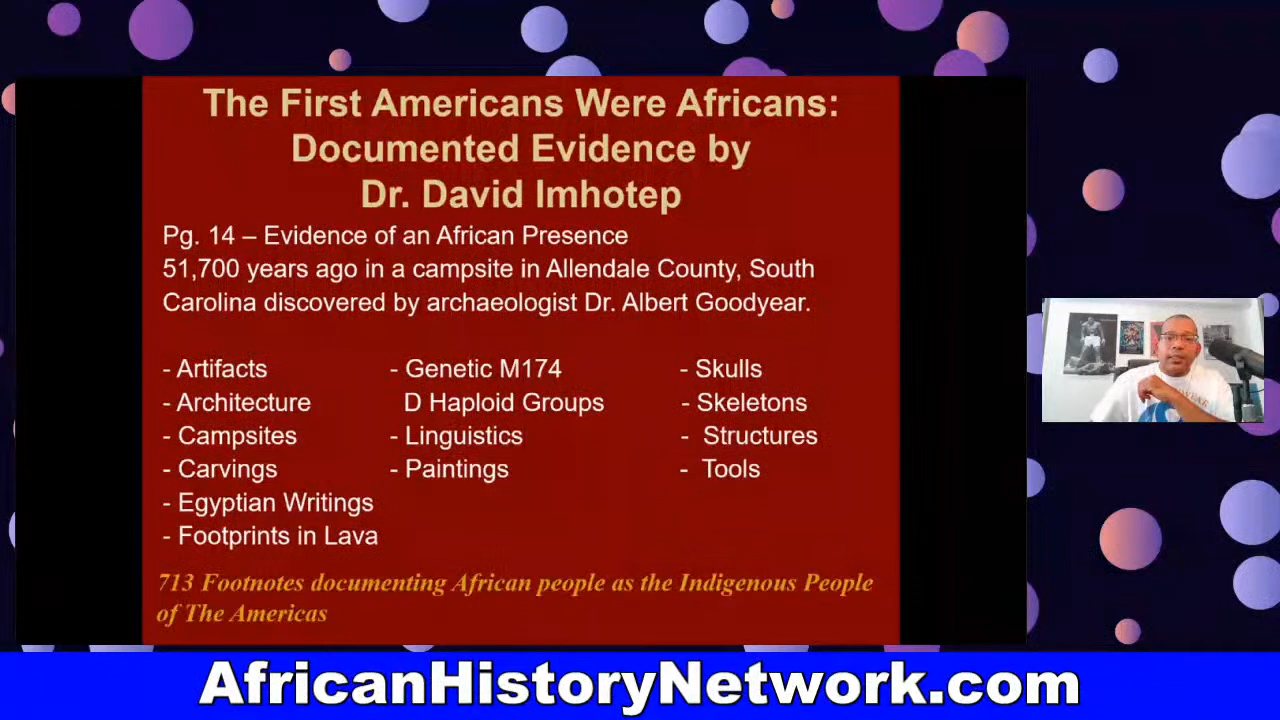 The First Americans Were Africans:
Documented Evidence by
Dr. David Imhotep
Pg. 14 – Evidence of an African Presence
51,700 years ago in a campsite in Allendale County, South
Carolina discovered by archaeologist Dr. Albert Goodyear.
- Artifacts
- Architecture
- Campsites
- Carvings
- Egyptian Writings
- Footprints in Lava
- Genetic M174
D Haploid Groups
- Linguistics
- Paintings
- Skulls
- Skeletons
- Structures
- Tools
713 Footnotes documenting African people as the Indigenous People
of The Americas
AfricanHistoryNetwork.com